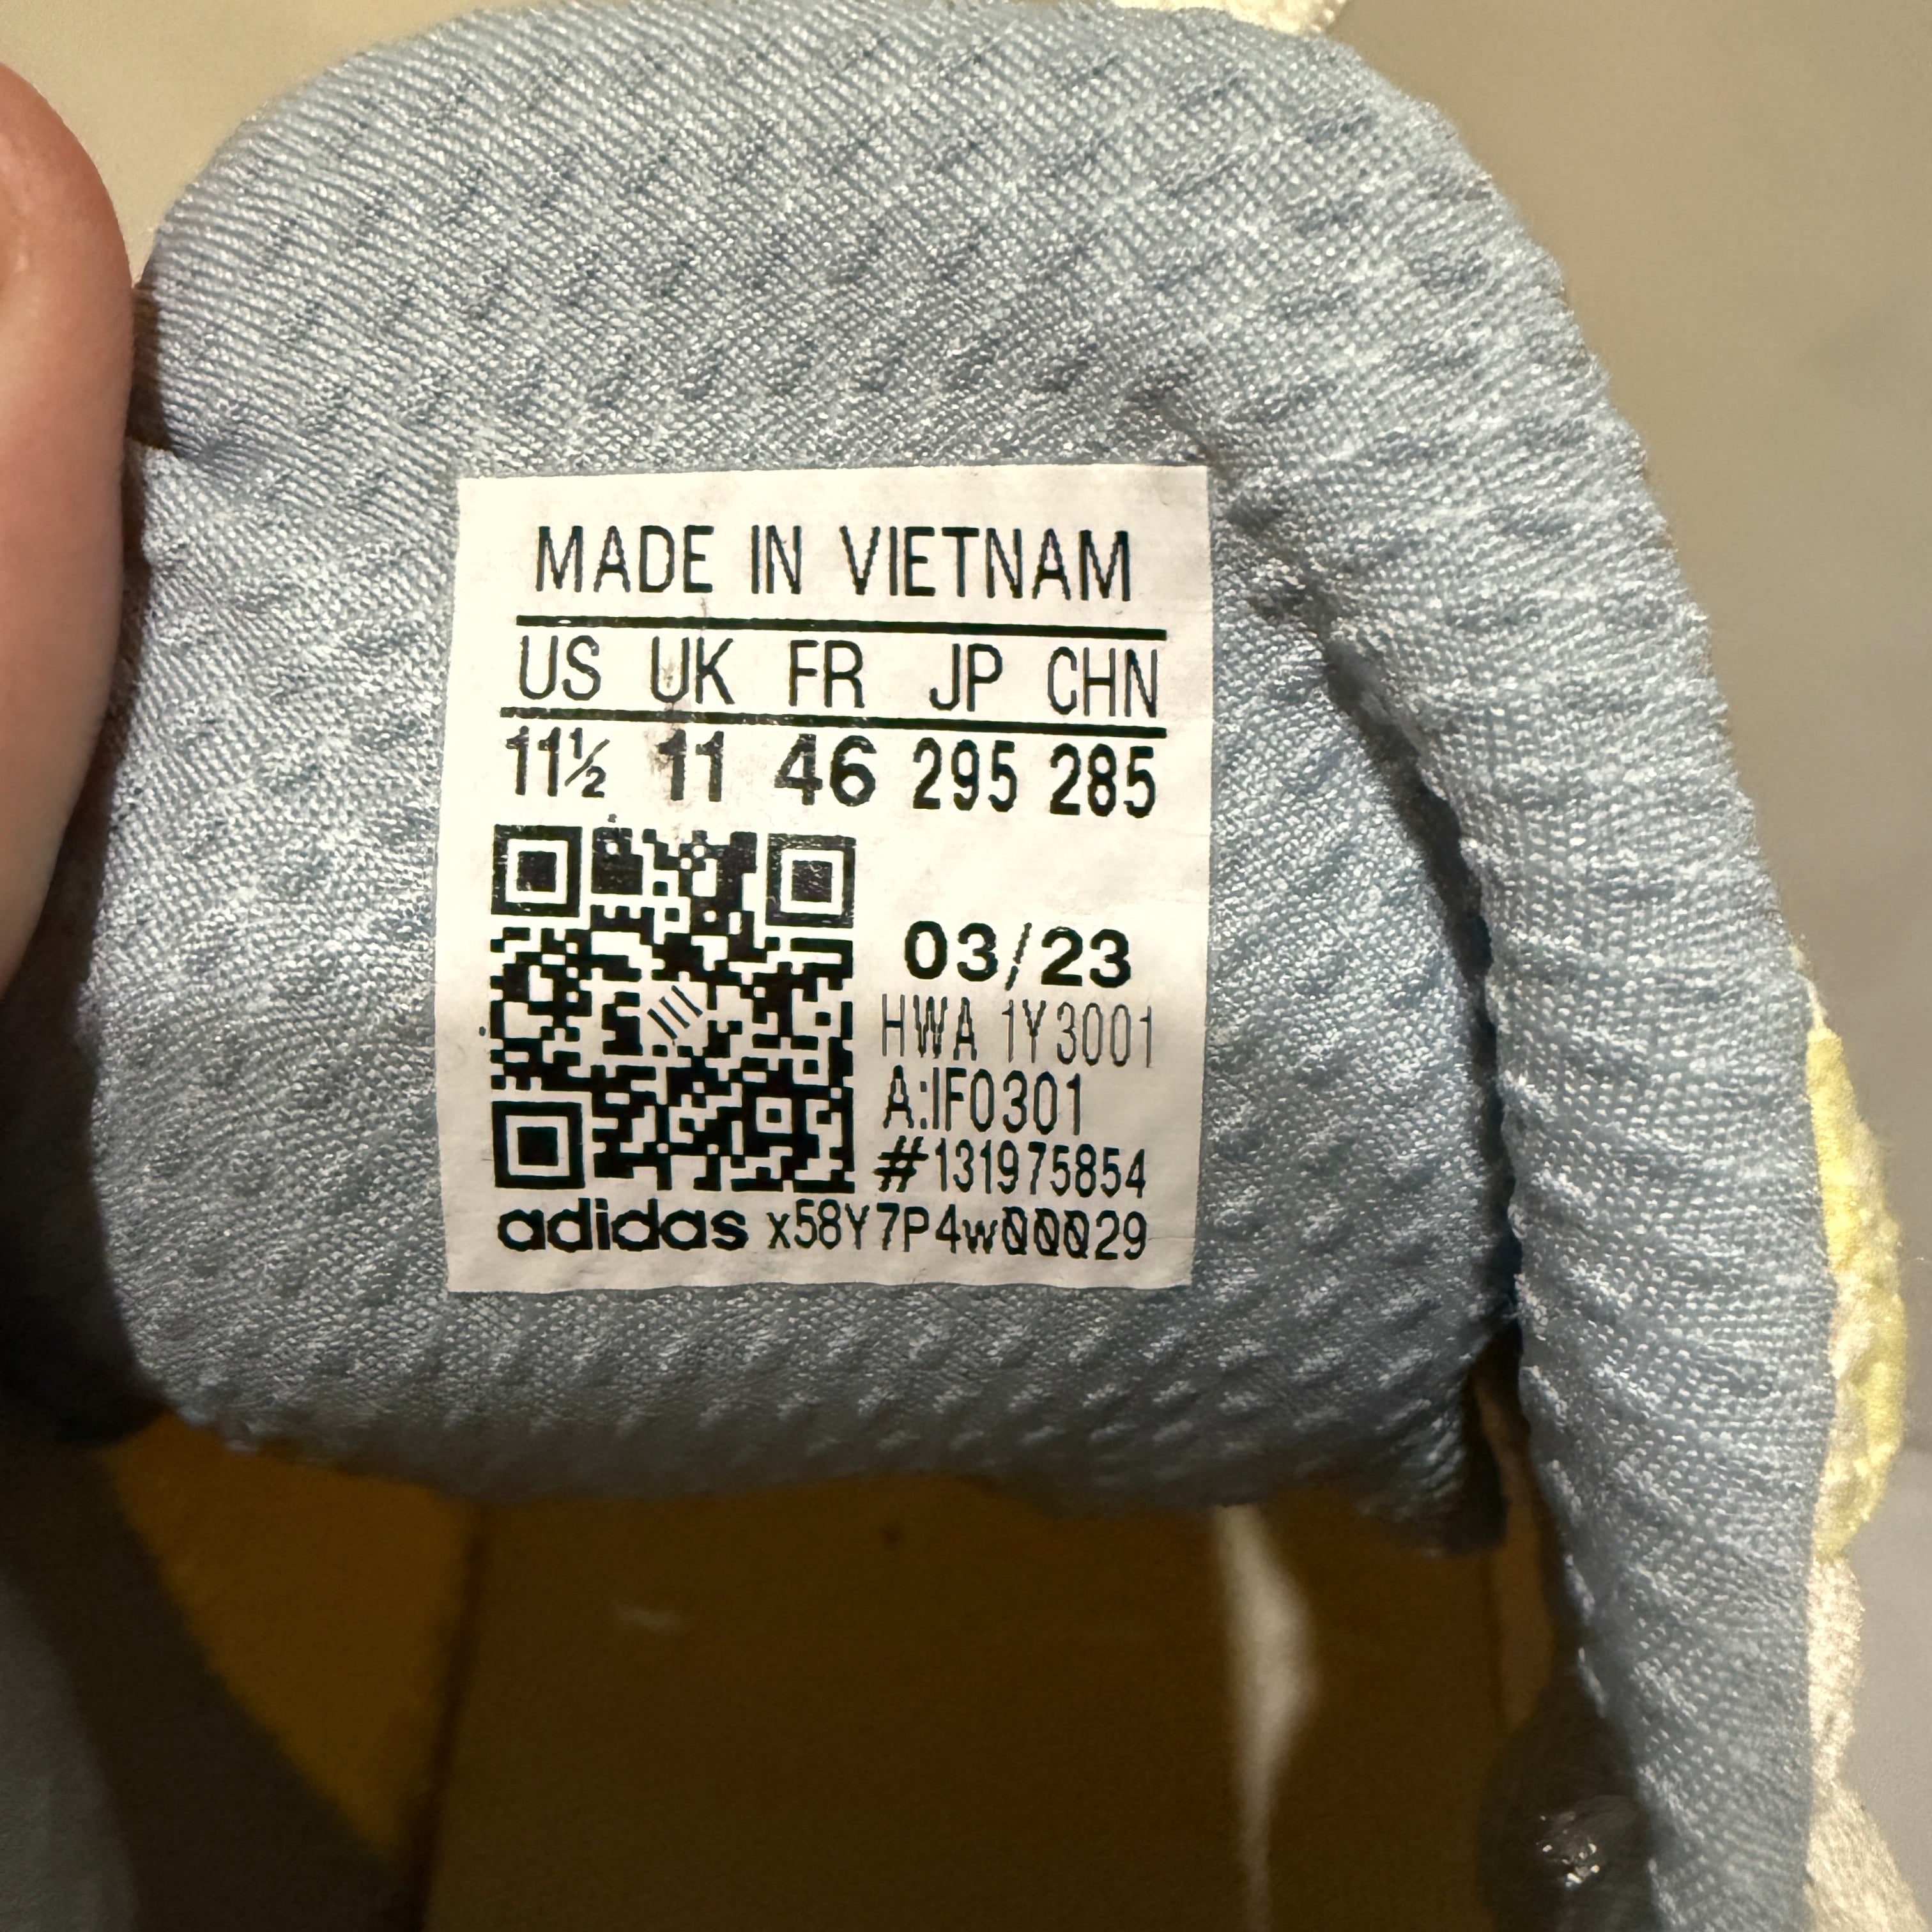 MADE IN VIETNAM
US UK FR JP CHN
11½ 11 46 295 285
03/23
HWA 1Y3001
A:IF0301
#131975854
adidas x58Y7P4w00029